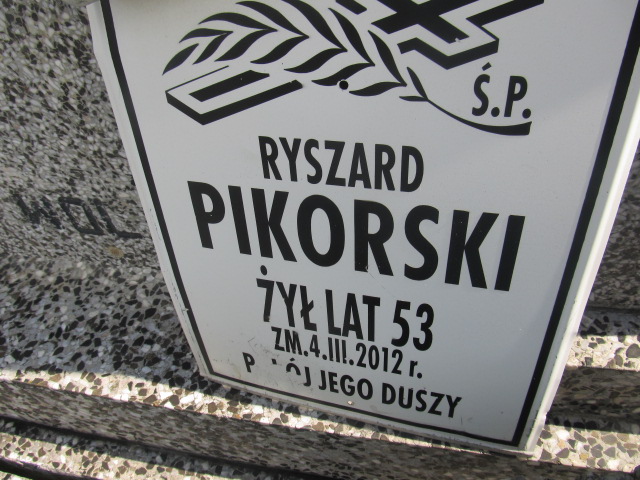 Ś.P.
RYSZARD
PIKORSKI
ŻYŁ LAT 53
ZM.4.III.2012 r.
JEGO DUSZY